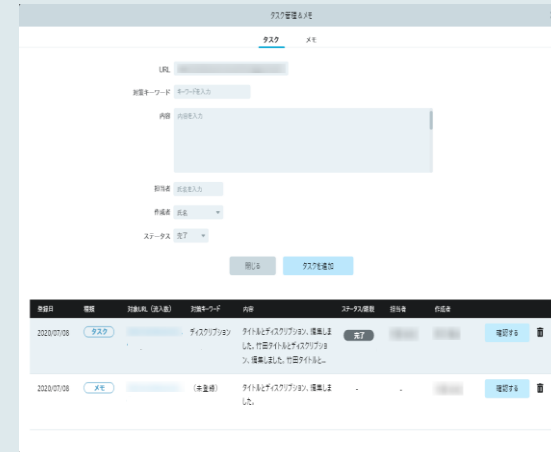 タスク管理&メモ
タスク メモ
URL
対策キーワード キーワードを入力
内容 内容を入力
担当者 氏名を入力
作成者 氏名
ステータス 完了
閉じる タスクを追加
登録日 種類 対象URL（流入数） 対策キーワード 内容 ステータス/期間 担当者 作成者
2020/07/08 タスク ディスクリプション タイトルとディスクリプション、編集しま 完了 確認する
した。竹田タイトルとディスクリプショ
ン、編集しました。竹田タイトルと...
2020/07/08 メモ （未登録） タイトルとディスクリプション、編集しま - - 確認する
した。